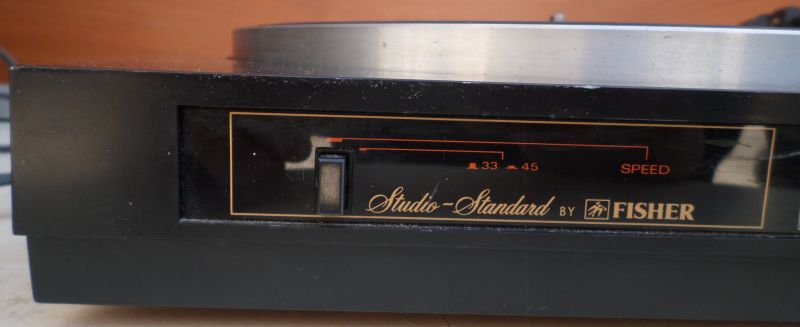 33 45 SPEED
Studio-Standard BY FISHER